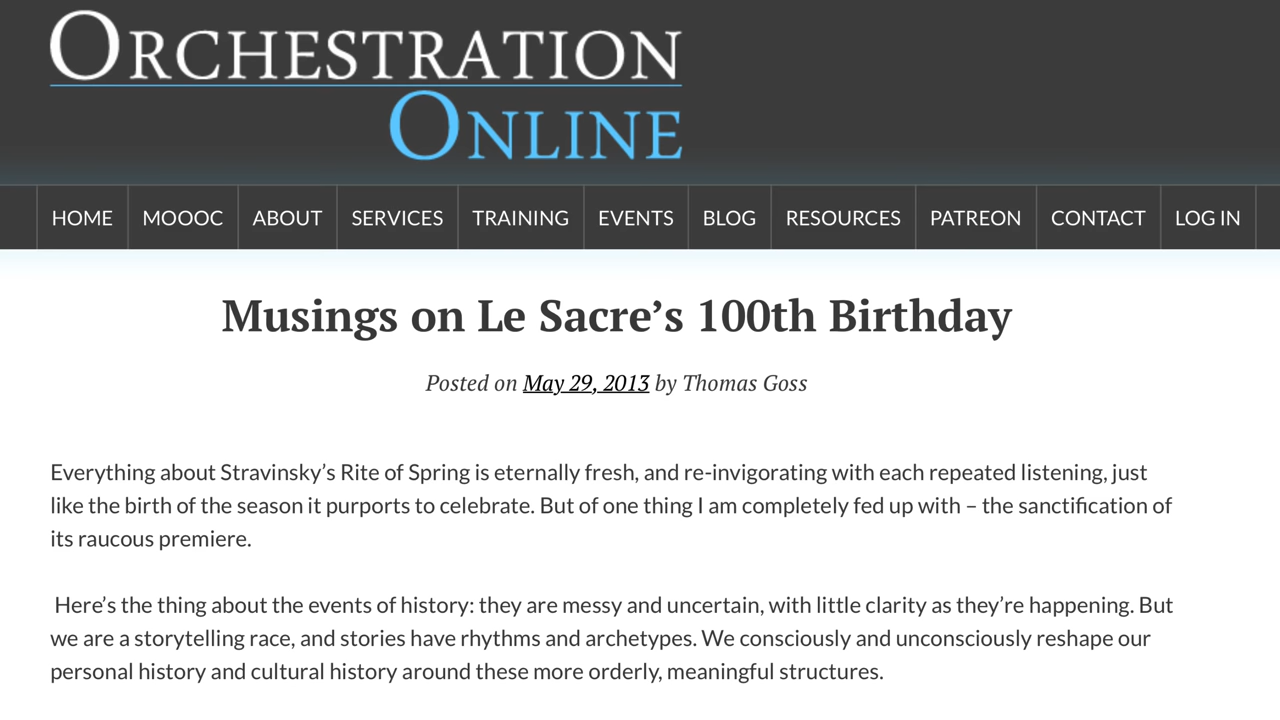 ORCHESTRATION
ONLINE
HOME MOOOC ABOUT SERVICES TRAINING EVENTS BLOG RESOURCES PATREON CONTACT LOG IN
Musings on Le Sacre’s 100th Birthday
Posted on May 29, 2013 by Thomas Goss
Everything about Stravinsky’s Rite of Spring is eternally fresh, and re-invigorating with each repeated listening, just
like the birth of the season it purports to celebrate. But of one thing I am completely fed up with – the sanctification of
its raucous premiere.
Here’s the thing about the events of history: they are messy and uncertain, with little clarity as they’re happening. But
we are a storytelling race, and stories have rhythms and archetypes. We consciously and unconsciously reshape our
personal history and cultural history around these more orderly, meaningful structures.